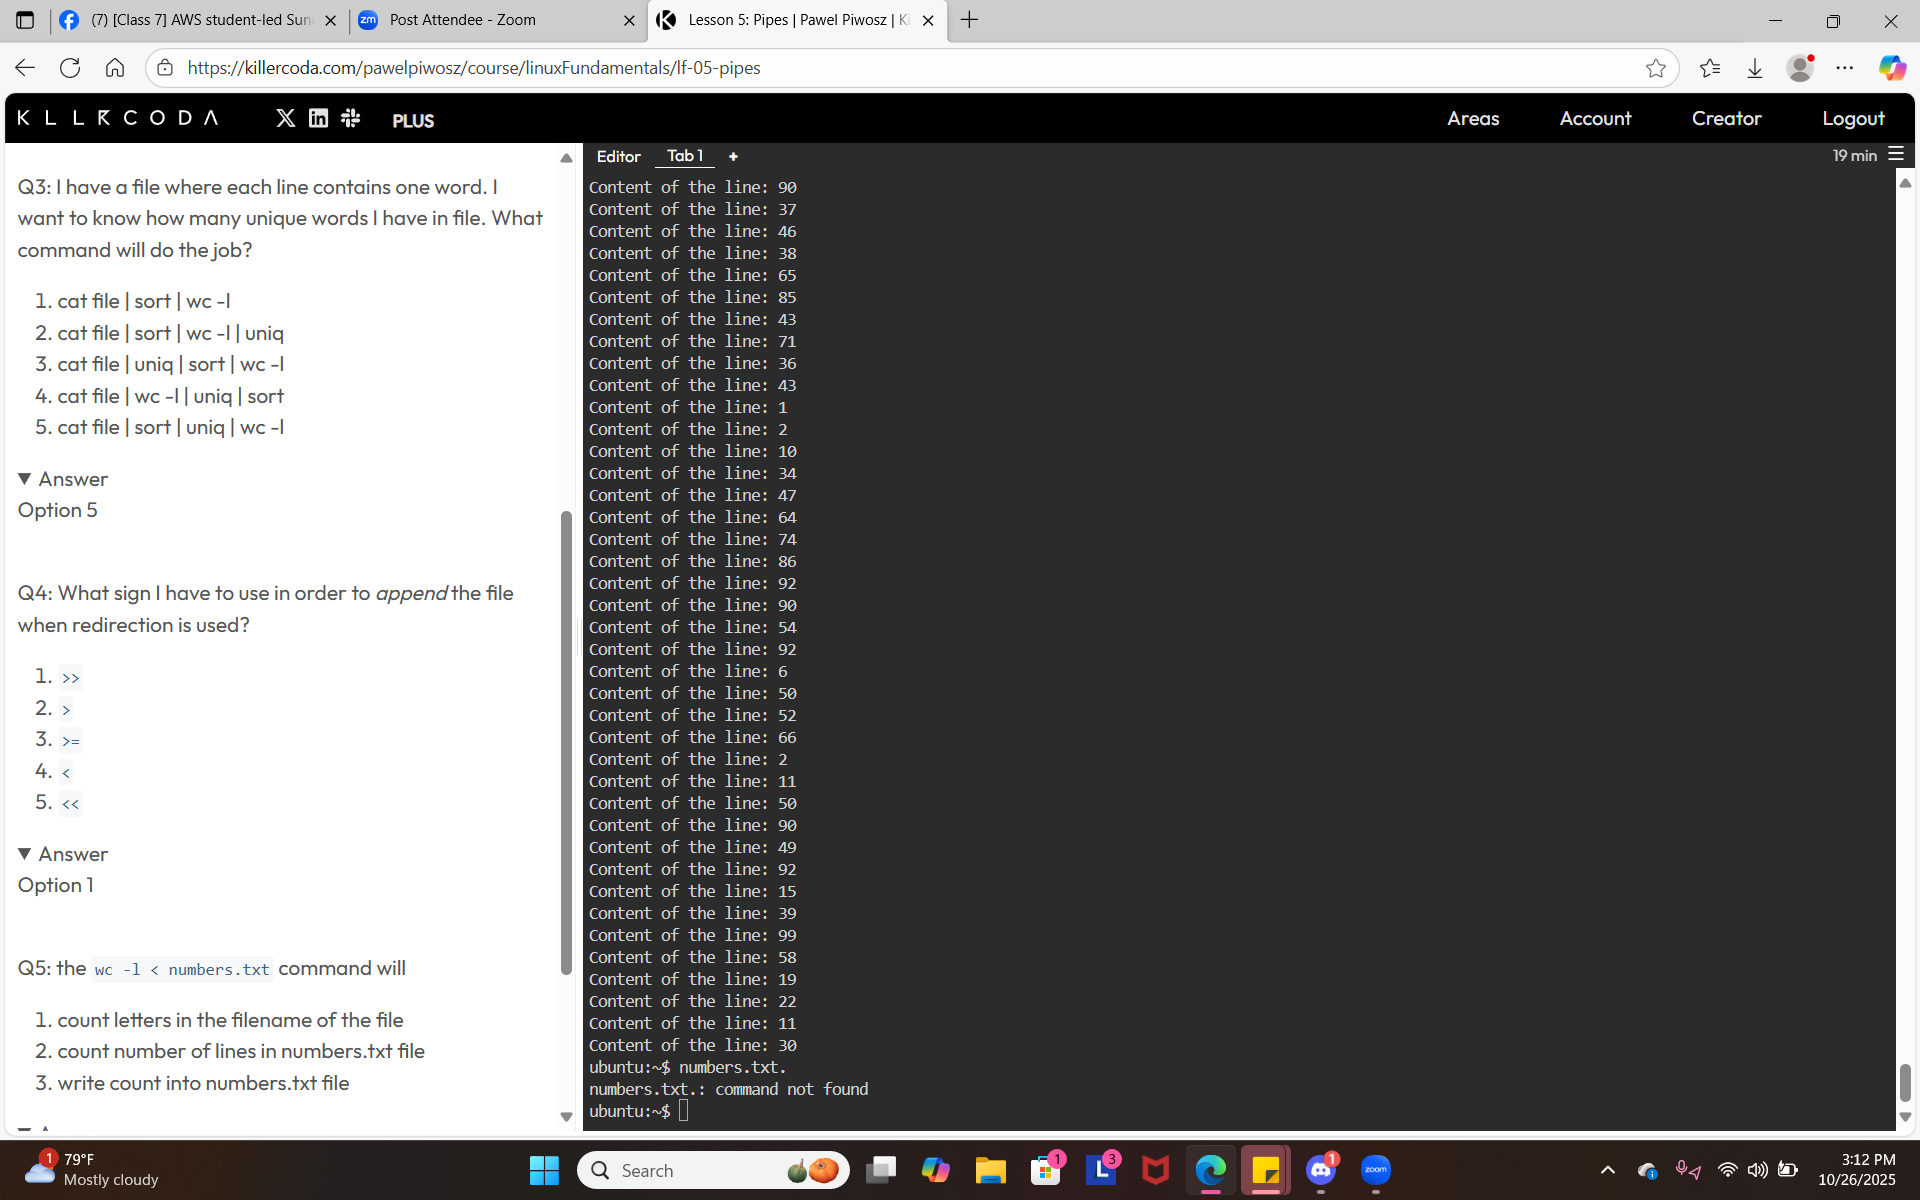 (7) [Class 7] AWS student-led Sun
Post Attendee - Zoom
Lesson 5: Pipes | Pawel Piwosz | Ki
https://killercoda.com/pawelpiwosz/course/linuxFundamentals/lf-05-pipes
KLLRCODA
PLUS
Areas
Account
Creator
Logout
Q3: I have a file where each line contains one word. I
want to know how many unique words I have in file. What
command will do the job?
1. cat file | sort | wc -l
2. cat file | sort | wc -l | uniq
3. cat file | uniq | sort | wc -l
4. cat file | wc -l | uniq | sort
5. cat file | sort | uniq | wc -l
▼ Answer
Option 5
Q4: What sign I have to use in order to append the file
when redirection is used?
1. >>
2. >
3. >=
4. <
5. <<
▼ Answer
Option 1
Q5: the wc -l < numbers.txt command will
1. count letters in the filename of the file
2. count number of lines in numbers.txt file
3. write count into numbers.txt file
Editor
Tab 1
+
19 min
Content of the line: 90
Content of the line: 37
Content of the line: 46
Content of the line: 38
Content of the line: 65
Content of the line: 85
Content of the line: 43
Content of the line: 71
Content of the line: 36
Content of the line: 43
Content of the line: 1
Content of the line: 2
Content of the line: 10
Content of the line: 34
Content of the line: 47
Content of the line: 64
Content of the line: 74
Content of the line: 86
Content of the line: 92
Content of the line: 90
Content of the line: 54
Content of the line: 92
Content of the line: 6
Content of the line: 50
Content of the line: 52
Content of the line: 66
Content of the line: 2
Content of the line: 11
Content of the line: 50
Content of the line: 90
Content of the line: 49
Content of the line: 92
Content of the line: 15
Content of the line: 39
Content of the line: 99
Content of the line: 58
Content of the line: 19
Content of the line: 22
Content of the line: 11
Content of the line: 30
ubuntu:~$ numbers.txt.
numbers.txt.: command not found
ubuntu:~$
1
79°F
Mostly cloudy
Search
1
3
L
1
zoom
3:12 PM
10/26/2025